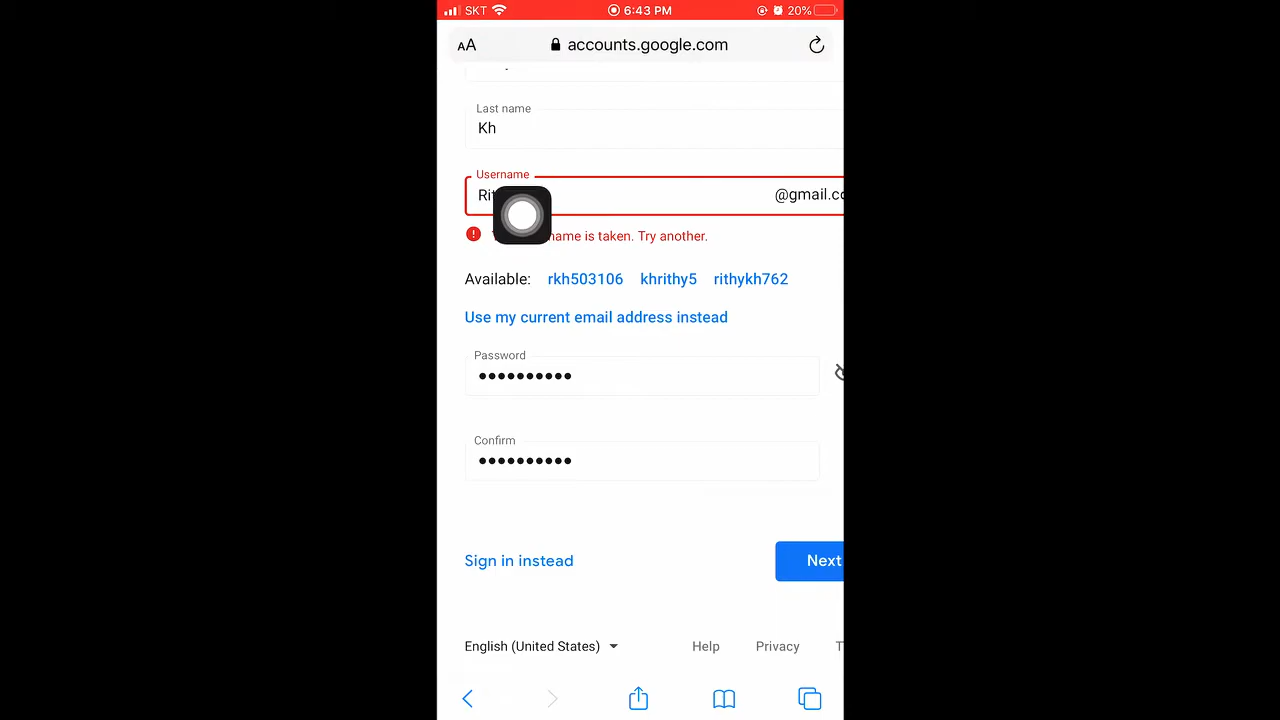 SKT 6:43 PM 20%
AA accounts.google.com
Last name
Kh
Username
@gmail.c
name is taken. Try another.
Available: rkh503106 khrithy5 rithykh762
Use my current email address instead
Password
Confirm
Sign in instead Next
English (United States) Help Privacy